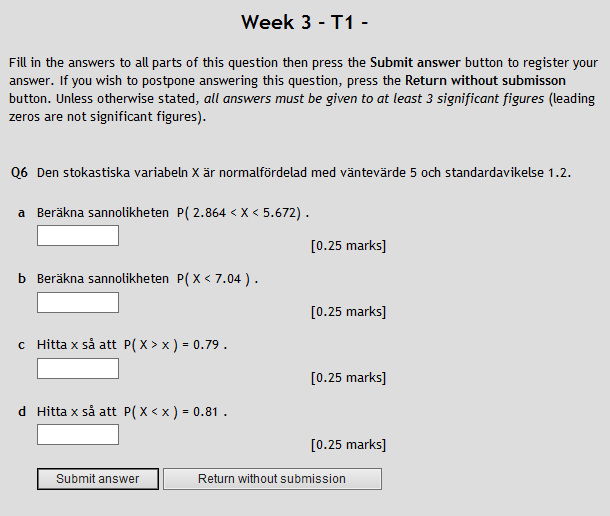 Week 3 - T1 -
Fill in the answers to all parts of this question then press the Submit answer button to register your
answer. If you wish to postpone answering this question, press the Return without submisson
button. Unless otherwise stated, all answers must be given to at least 3 significant figures (leading
zeros are not significant figures).
Q6 Den stokastiska variabeln X är normalfördelad med väntevärde 5 och standardavikelse 1.2.
a Beräkna sannolikheten P( 2.864 < X < 5.672) .
[0.25 marks]
b Beräkna sannolikheten P( X < 7.04 ) .
[0.25 marks]
c Hitta x så att P( X > x ) = 0.79 .
[0.25 marks]
d Hitta x så att P( X < x ) = 0.81 .
[0.25 marks]
Submit answer Return without submission